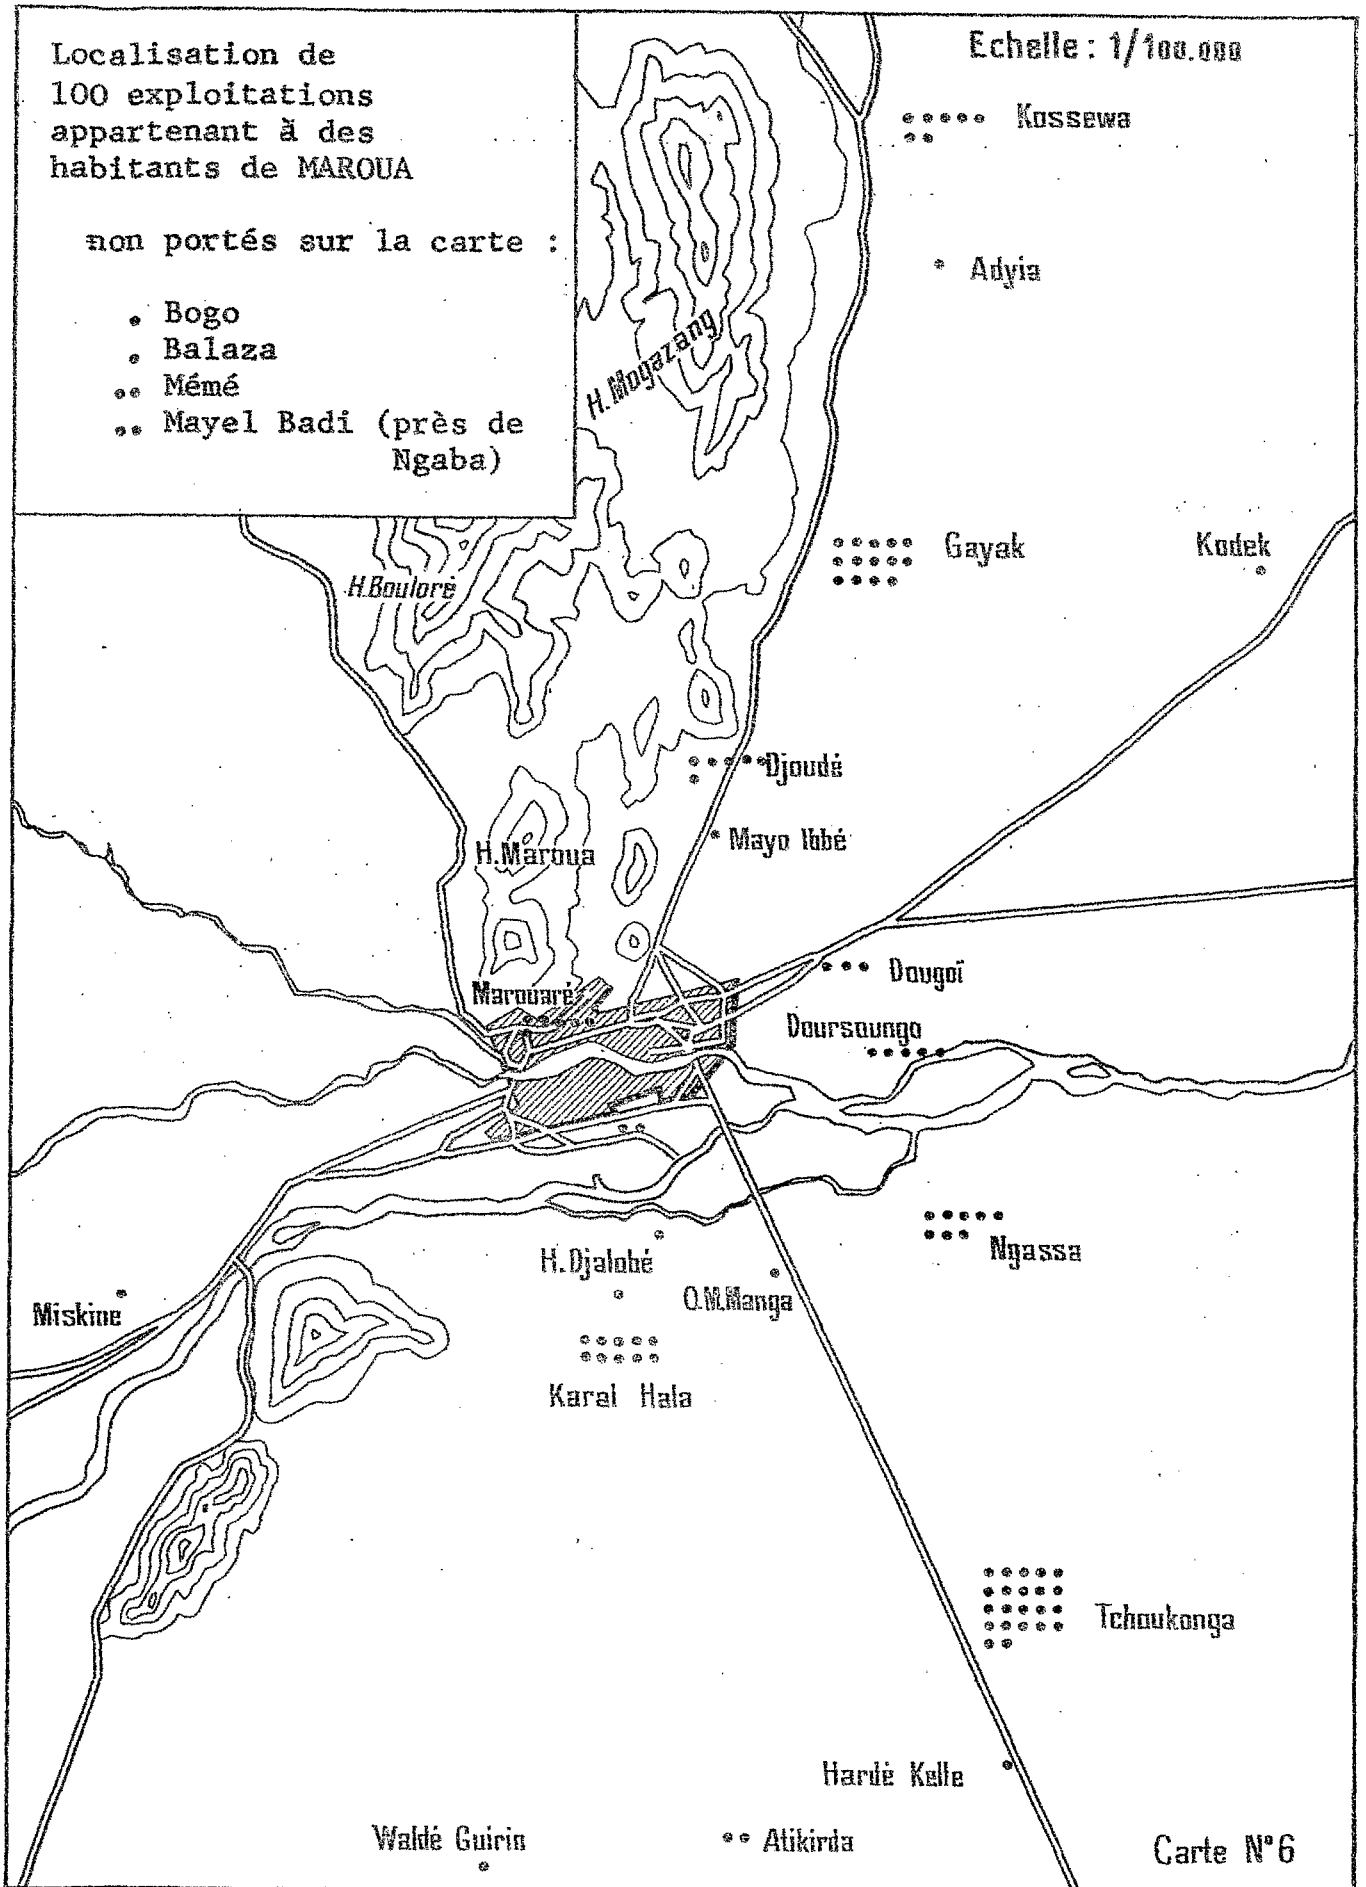 Localisation de
100 exploitations
appartenant à des
habitants de MAROUA
non portés sur la carte :
Bogo
Balaza
Mémé
Mayel Badi (près de
Ngaba)
Echelle : 1/100.000
Kossewa
Adyia
H. Mogazang
Gayak
Kodek
H. Bouloré
Djoudé
Mayo Ibbé
H. Maroua
Dougoï
Marouaré
Doursoungo
Ngassa
H. Djalobé
O.M. Manga
Miskine
Karal Hala
Tchoukonga
Hardé Kelle
Waldé Guirin
Atikirda
Carte N°6